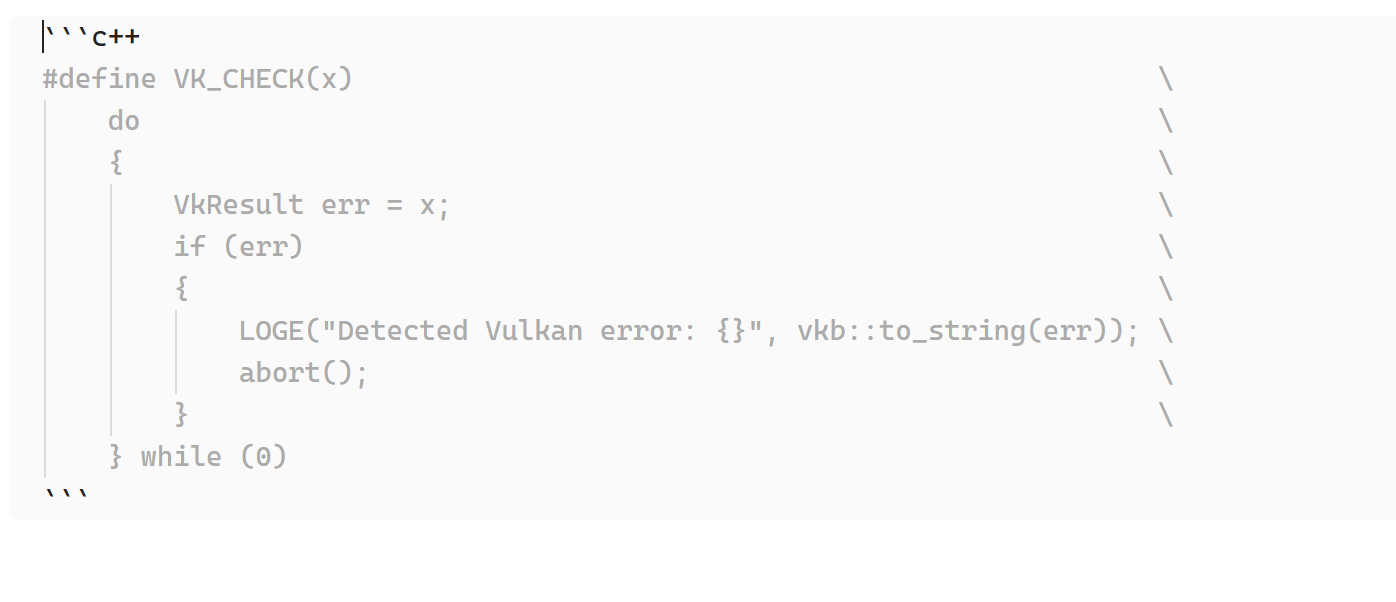 ```c++
#define VK_CHECK(x)                                                 \
    do                                                              \
    {                                                               \
        VkResult err = x;                                           \
        if (err)                                                    \
        {                                                           \
            LOGE("Detected Vulkan error: {}", vkb::to_string(err)); \
            abort();                                                \
        }                                                           \
    } while (0)
```